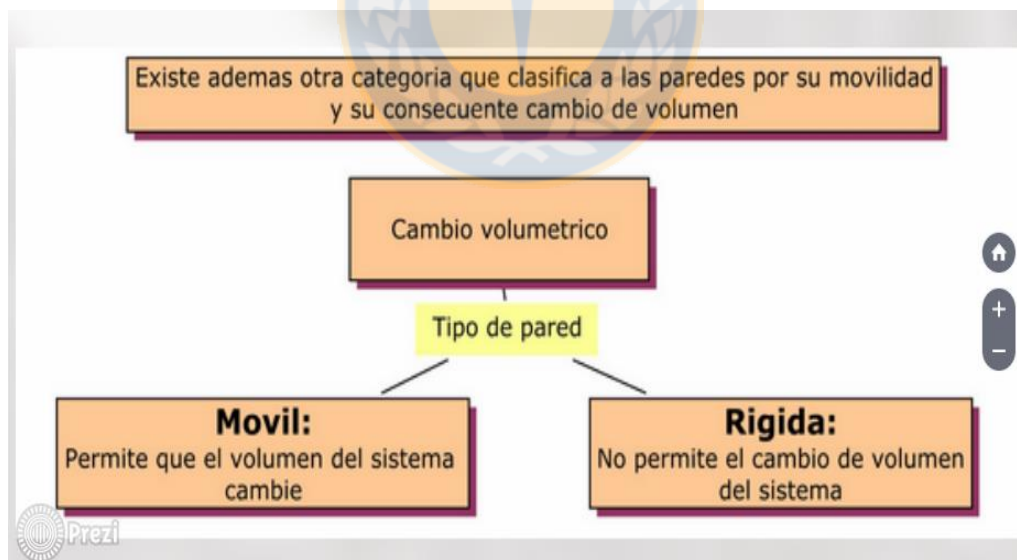 Existe ademas otra categoria que clasifica a las paredes por su movilidad
y su consecuente cambio de volumen
Cambio volumetrico
Tipo de pared
Movil:
Permite que el volumen del sistema
cambie
Rigida:
No permite el cambio de volumen
del sistema
Prezi